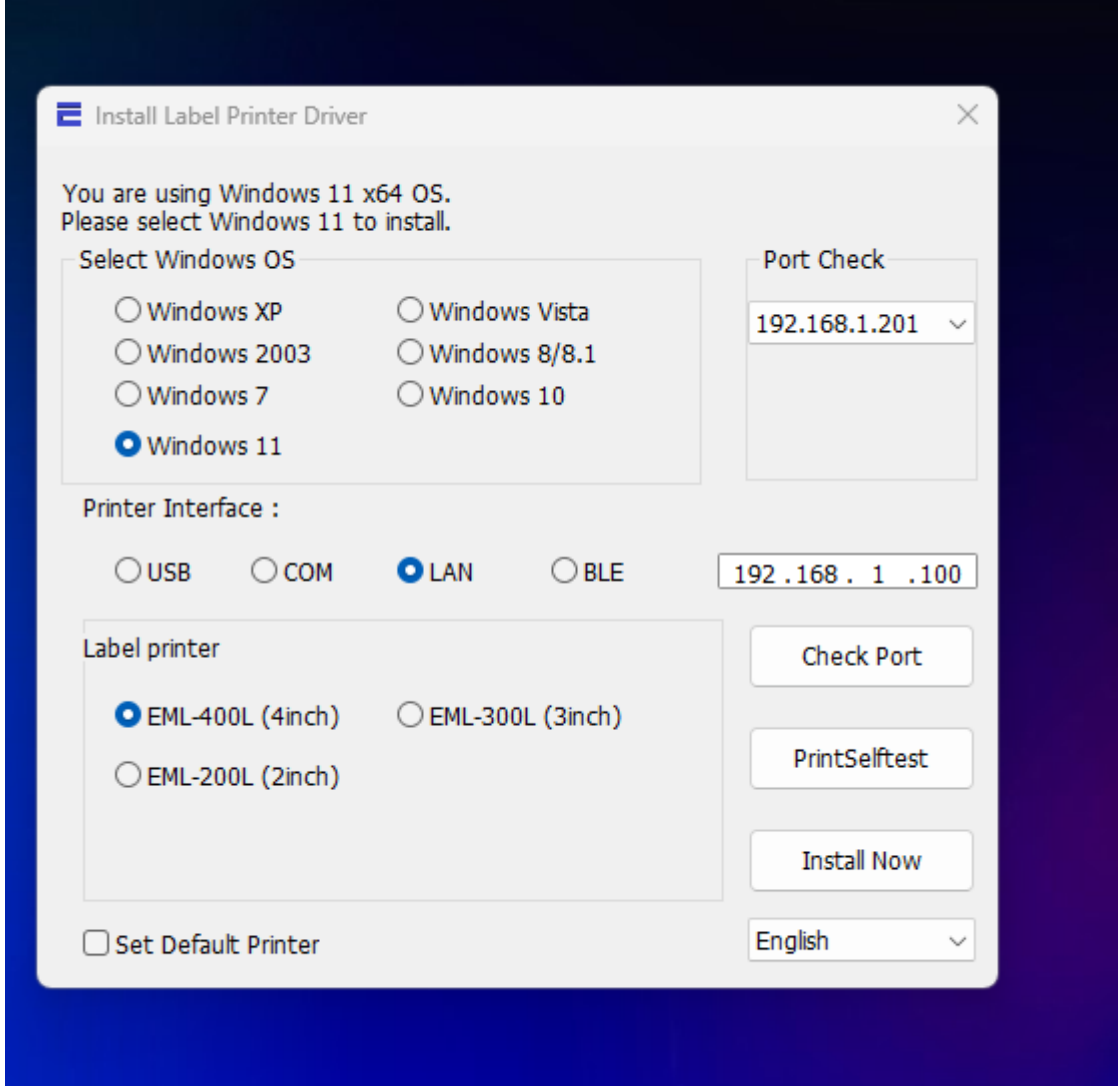 Install Label Printer Driver
You are using Windows 11 x64 OS.
Please select Windows 11 to install.
Select Windows OS
Port Check
Windows XP
Windows Vista
192.168.1.201
Windows 2003
Windows 8/8.1
Windows 7
Windows 10
Windows 11
Printer Interface :
USB
COM
LAN
BLE
192 .168 . 1 .100
Label printer
Check Port
EML-400L (4inch)
EML-300L (3inch)
PrintSelftest
EML-200L (2inch)
Install Now
Set Default Printer
English